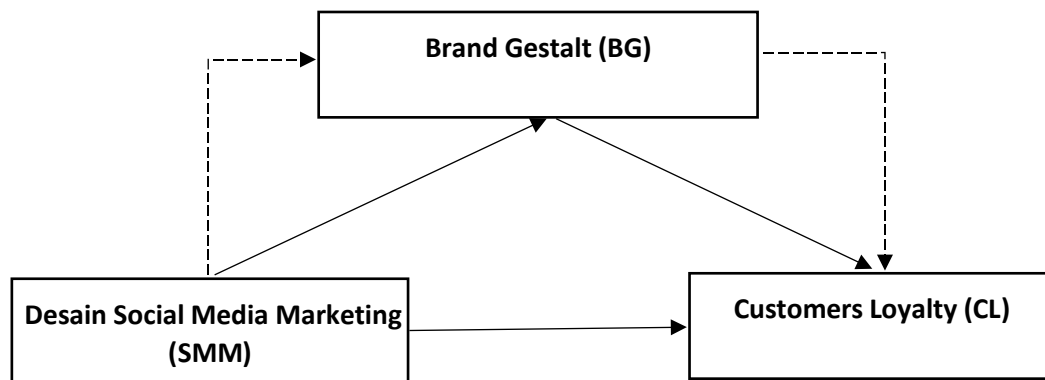 Brand Gestalt (BG)
Desain Social Media Marketing
(SMM)
Customers Loyalty (CL)